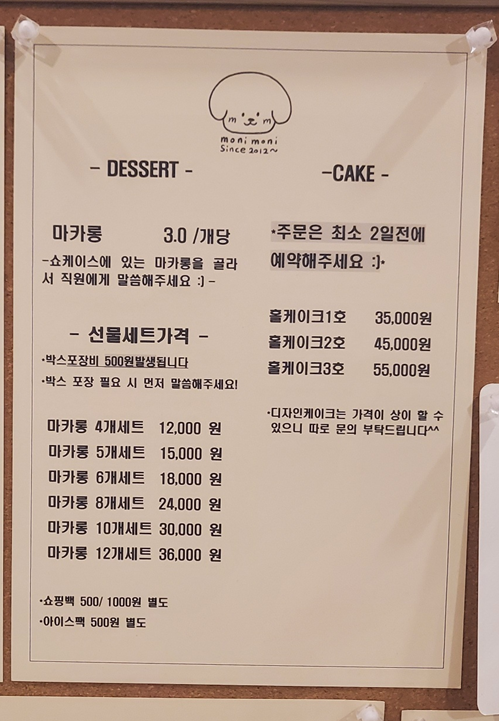 m m
moni moni
Since 2012~
- DESSERT -
마카롱 3.0 /개당
-쇼케이스에 있는 마카롱을 골라
서 직원에게 말씀해주세요 :) -
- 선물세트가격 -
•박스포장비 500원발생됩니다
•박스 포장 필요 시 먼저 말씀해주세요!
마카롱 4개세트 12,000 원
마카롱 5개세트 15,000 원
마카롱 6개세트 18,000 원
마카롱 8개세트 24,000 원
마카롱 10개세트 30,000 원
마카롱 12개세트 36,000 원
•쇼핑백 500/ 1000원 별도
•아이스팩 500원 별도
-CAKE -
•주문은 최소 2일전에
예약해주세요 :)•
홀케이크1호 35,000원
홀케이크2호 45,000원
홀케이크3호 55,000원
•디자인케이크는 가격이 상이 할 수
있으니 따로 문의 부탁드립니다^^